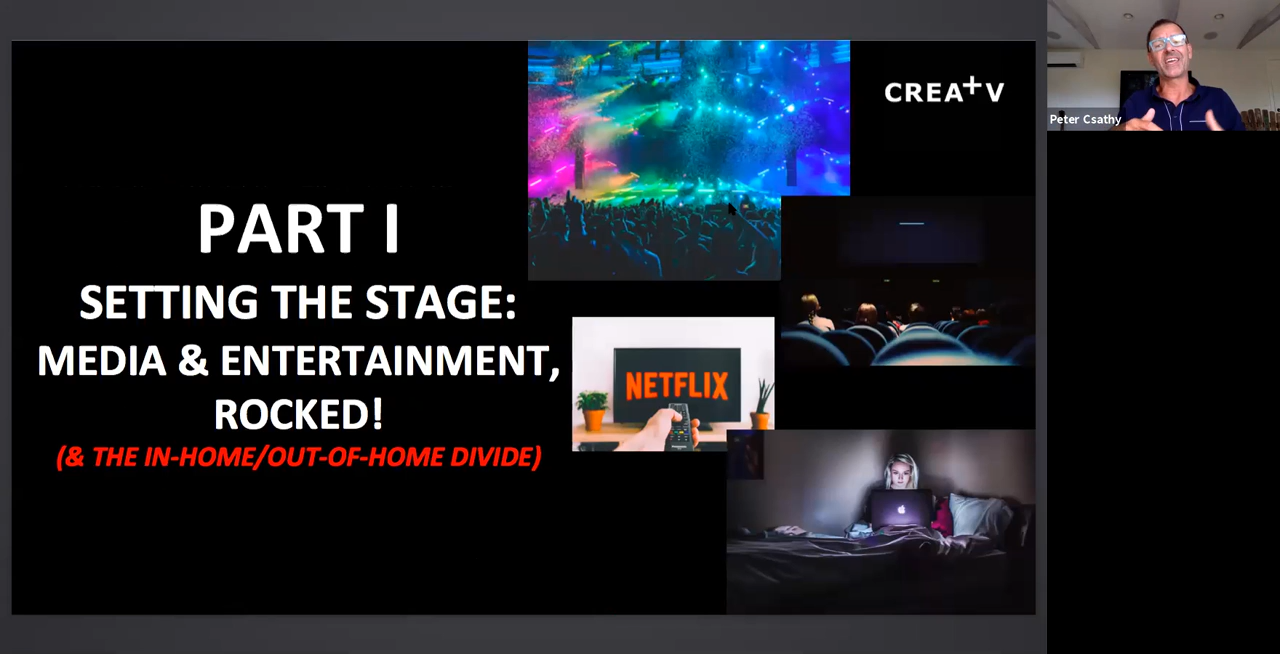 CREA+V
Peter Csathy
PART I
SETTING THE STAGE:
MEDIA & ENTERTAINMENT,
ROCKED!
(& THE IN-HOME/OUT-OF-HOME DIVIDE)
NETFLIX